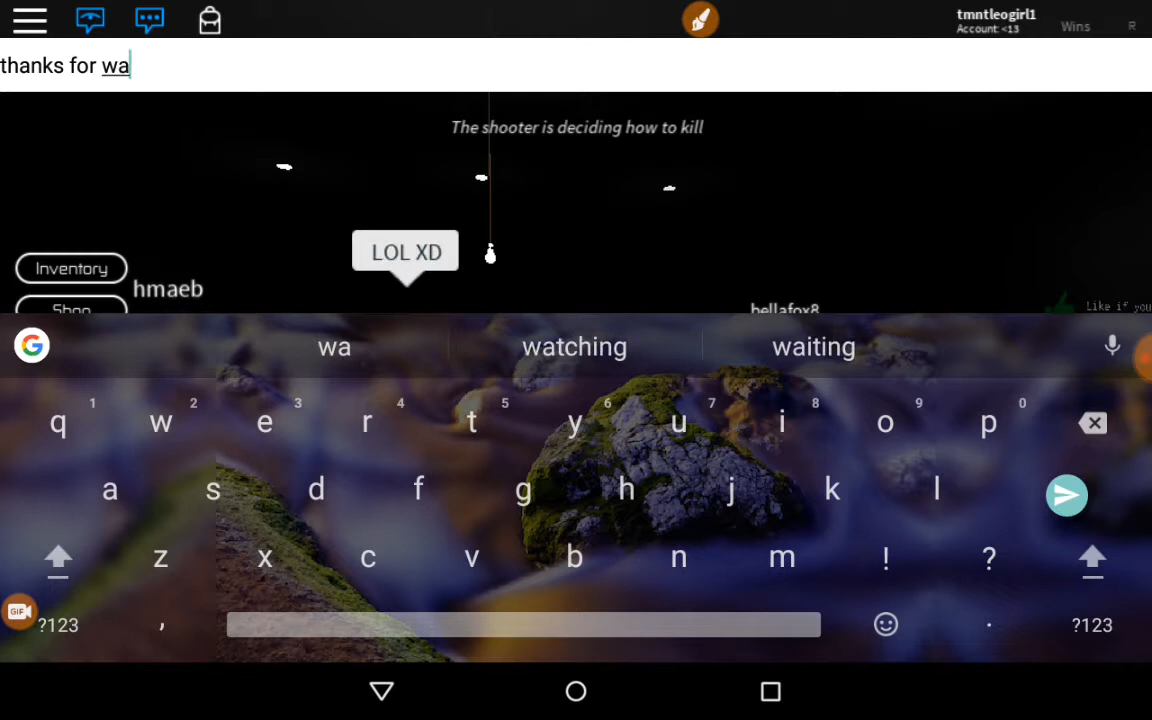 tmntleogirl1
Account: <13
Wins
R
thanks for wa
The shooter is deciding how to kill
LOL XD
Inventory
hmaeb
Shop
bellafox8
Like if you
wa watching waiting
1 2 3 4 5 6 7 8 9 0
q w e r t y u i o p
a s d f g h j k l
z x c v b n m ! ?
GIF
?123 , . ?123